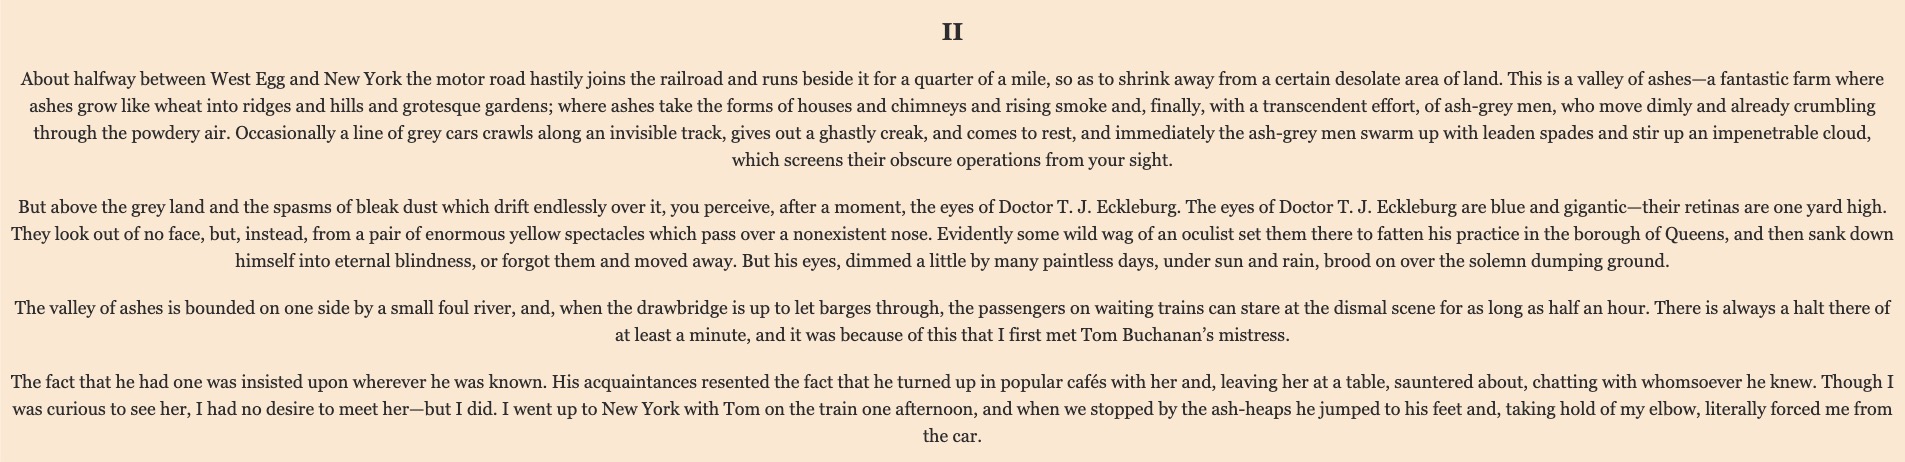 II
About halfway between West Egg and New York the motor road hastily joins the railroad and runs beside it for a quarter of a mile, so as to shrink away from a certain desolate area of land. This is a valley of ashes—a fantastic farm where
ashes grow like wheat into ridges and hills and grotesque gardens; where ashes take the forms of houses and chimneys and rising smoke and, finally, with a transcendent effort, of ash-grey men, who move dimly and already crumbling
through the powdery air. Occasionally a line of grey cars crawls along an invisible track, gives out a ghastly creak, and comes to rest, and immediately the ash-grey men swarm up with leaden spades and stir up an impenetrable cloud,
which screens their obscure operations from your sight.
But above the grey land and the spasms of bleak dust which drift endlessly over it, you perceive, after a moment, the eyes of Doctor T. J. Eckleburg. The eyes of Doctor T. J. Eckleburg are blue and gigantic—their retinas are one yard high.
They look out of no face, but, instead, from a pair of enormous yellow spectacles which pass over a nonexistent nose. Evidently some wild wag of an oculist set them there to fatten his practice in the borough of Queens, and then sank down
himself into eternal blindness, or forgot them and moved away. But his eyes, dimmed a little by many paintless days, under sun and rain, brood on over the solemn dumping ground.
The valley of ashes is bounded on one side by a small foul river, and, when the drawbridge is up to let barges through, the passengers on waiting trains can stare at the dismal scene for as long as half an hour. There is always a halt there of
at least a minute, and it was because of this that I first met Tom Buchanan’s mistress.
The fact that he had one was insisted upon wherever he was known. His acquaintances resented the fact that he turned up in popular cafés with her and, leaving her at a table, sauntered about, chatting with whomsoever he knew. Though I
was curious to see her, I had no desire to meet her—but I did. I went up to New York with Tom on the train one afternoon, and when we stopped by the ash-heaps he jumped to his feet and, taking hold of my elbow, literally forced me from
the car.